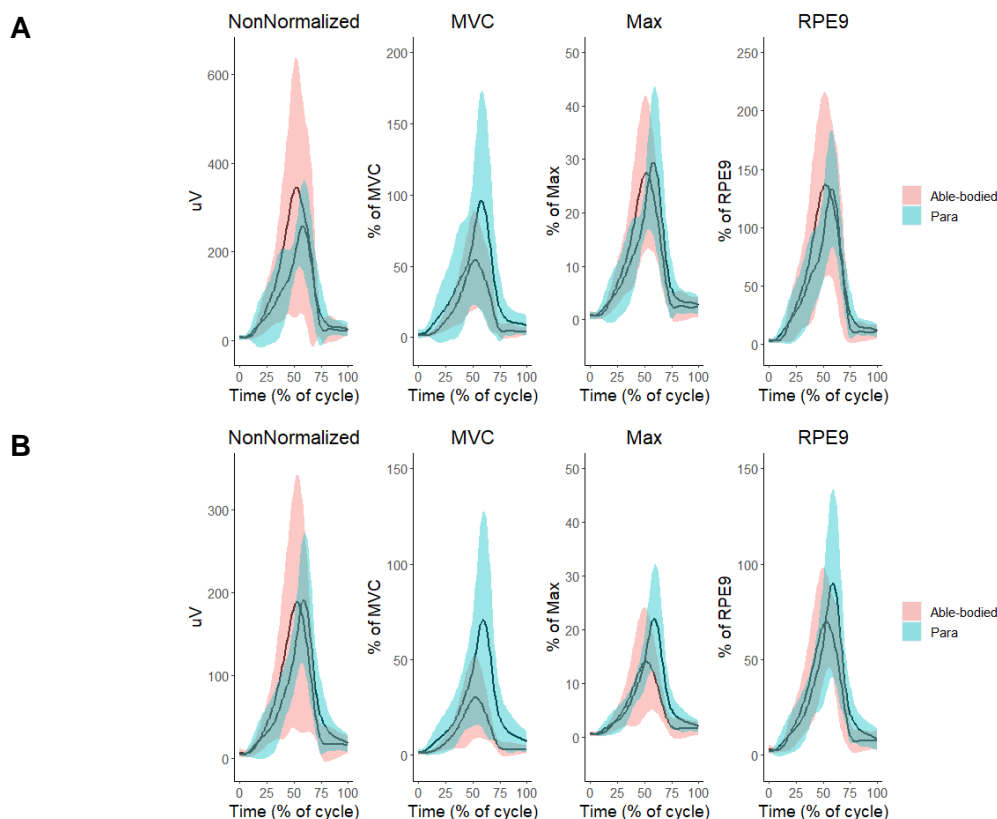 A
NonNormalized
MVC
Max
RPE9
uV
% of MVC
% of Max
% of RPE9
600
400
200
0
200
150
100
50
0
50
40
30
20
10
0
250
200
150
100
50
0
0 25 50 75 100
0 25 50 75 100
0 25 50 75 100
0 25 50 75 100
Time (% of cycle)
Time (% of cycle)
Time (% of cycle)
Time (% of cycle)
Able-bodied
Para
B
NonNormalized
MVC
Max
RPE9
uV
% of MVC
% of Max
% of RPE9
300
200
100
0
150
100
50
0
50
40
30
20
10
0
150
100
50
0
0 25 50 75 100
0 25 50 75 100
0 25 50 75 100
0 25 50 75 100
Time (% of cycle)
Time (% of cycle)
Time (% of cycle)
Time (% of cycle)
Able-bodied
Para